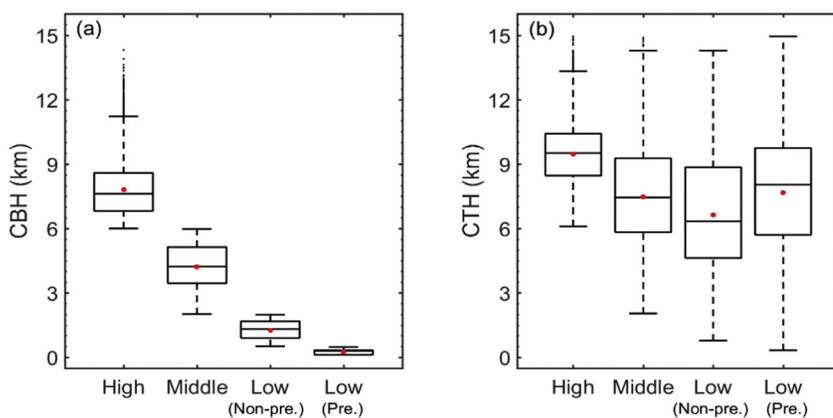 (a)
CBH (km)
15
12
9
6
3
0
High Middle Low Low
(Non-pre.) (Pre.)
(b)
CTH (km)
15
12
9
6
3
0
High Middle Low Low
(Non-pre.) (Pre.)